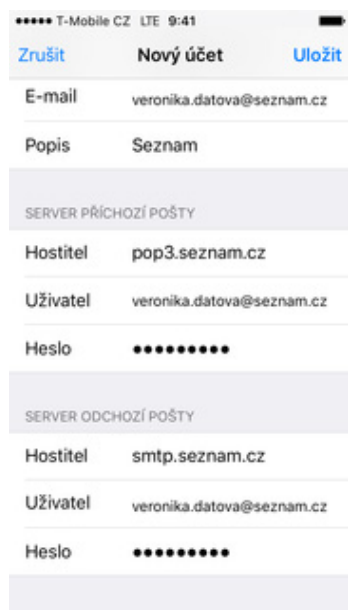 ●●●●● T-Mobile CZ LTE 9:41
Zrušit Nový účet Uložit
E-mail veronika.datova@seznam.cz
Popis Seznam
SERVER PŘÍCHOZÍ POŠTY
Hostitel pop3.seznam.cz
Uživatel veronika.datova@seznam.cz
Heslo ●●●●●●●●●
SERVER ODCHOZÍ POŠTY
Hostitel smtp.seznam.cz
Uživatel veronika.datova@seznam.cz
Heslo ●●●●●●●●●